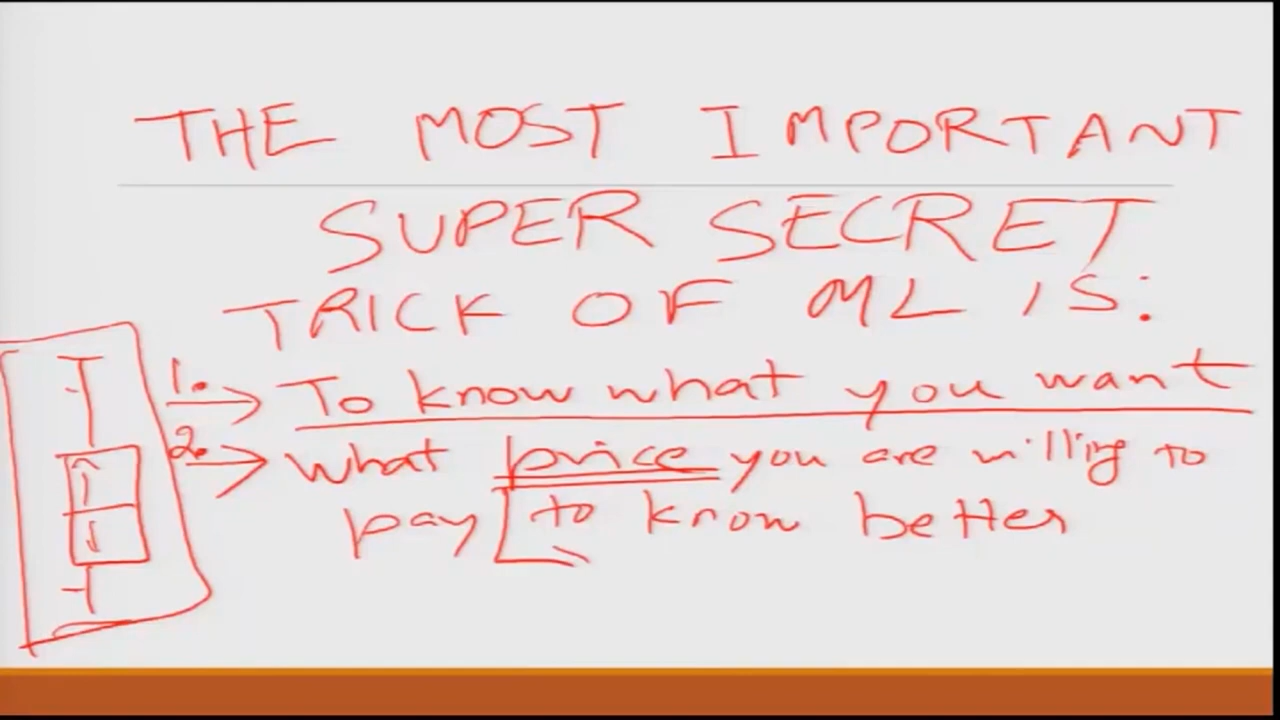 THE MOST IMPORTANT
SUPER SECRET
TRICK OF ML IS:
1. → To know what you want
2. → What price you are willing to
pay to know better